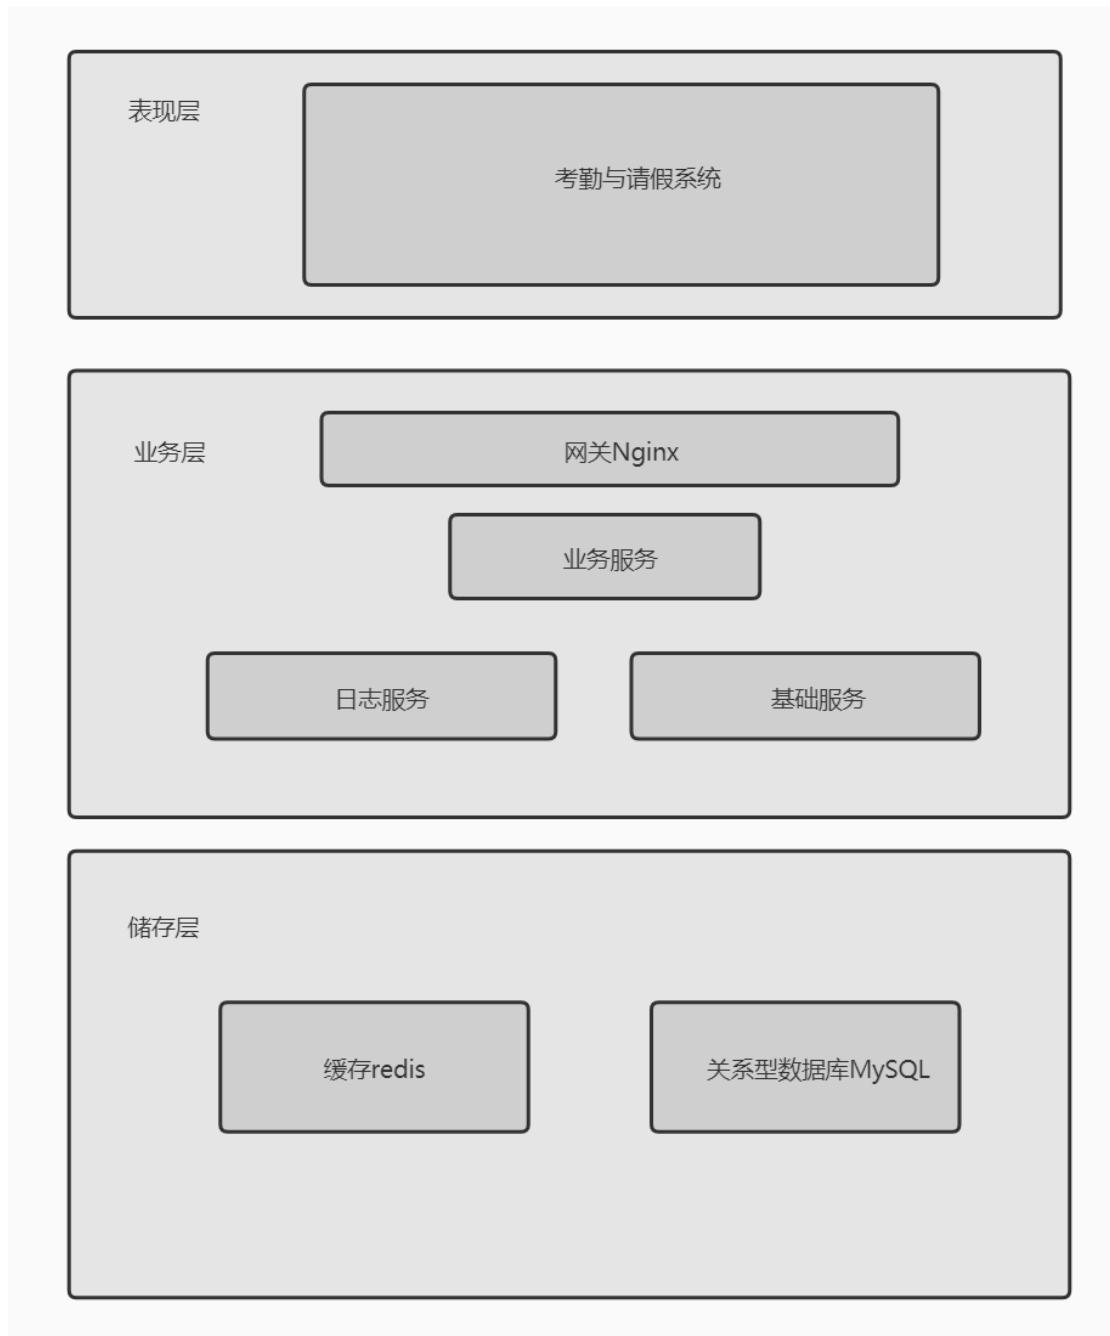 表现层
考勤与请假系统
业务层
网关Nginx
业务服务
日志服务
基础服务
储存层
缓存redis
关系型数据库MySQL